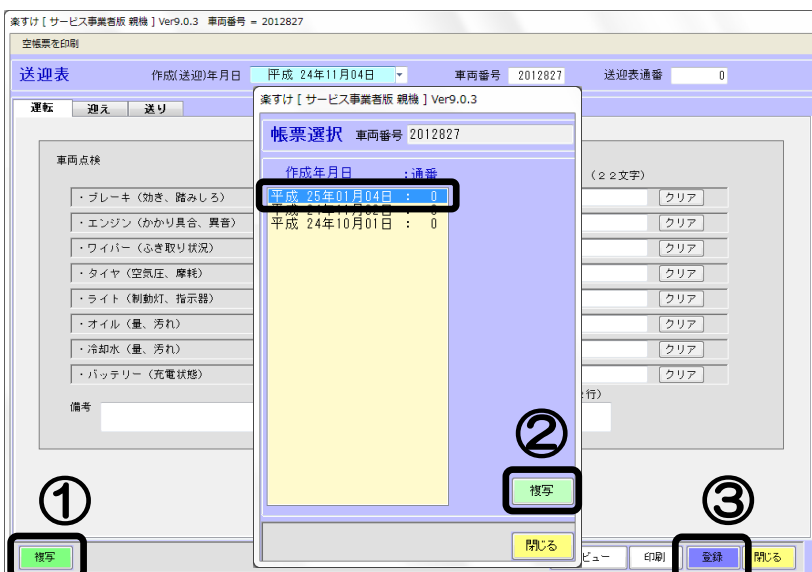 楽すけ [ サービス事業者版 親機 ] Ver9.0.3 車両番号 = 2012827
空帳票を印刷
送迎表 作成(送迎)年月日 平成 24年11月04日 車両番号 2012827 送迎表通番 0
運転 迎え 送り
車両点検
(２２文字)
・ブレーキ (効き、踏みしろ) クリア
・エンジン (かかり具合、異音) クリア
・ワイパー (ふき取り状況) クリア
・タイヤ (空気圧、摩耗) クリア
・ライト (制動灯、指示器) クリア
・オイル (量、汚れ) クリア
・冷却水 (量、汚れ) クリア
・バッテリー (充電状態) クリア
行)
備考
楽すけ [ サービス事業者版 親機 ] Ver9.0.3
帳票選択 車両番号 2012827
作成年月日 :通番
平成 25年01月04日 : 0
平成 24年11月02日 : 0
平成 24年10月01日 : 0
②
複写
閉じる
①
複写
③
ビュー 印刷 登録 閉じる